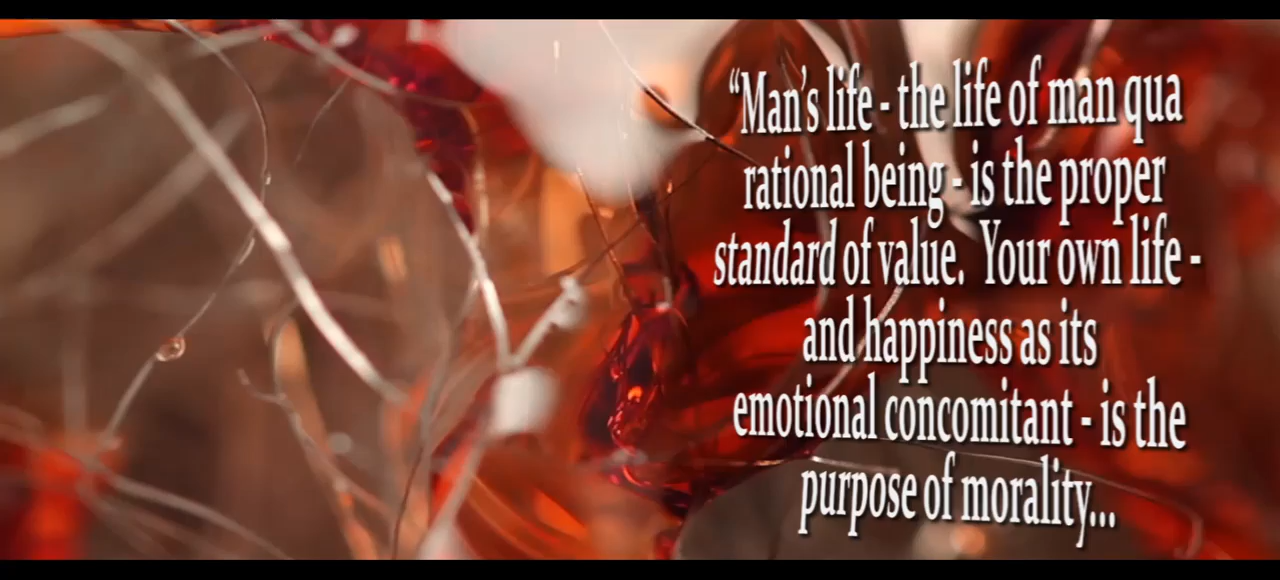 “Man’s life - the life of man qua
rational being - is the proper
standard of value.  Your own life -
and happiness as its
emotional concomitant - is the
purpose of morality...